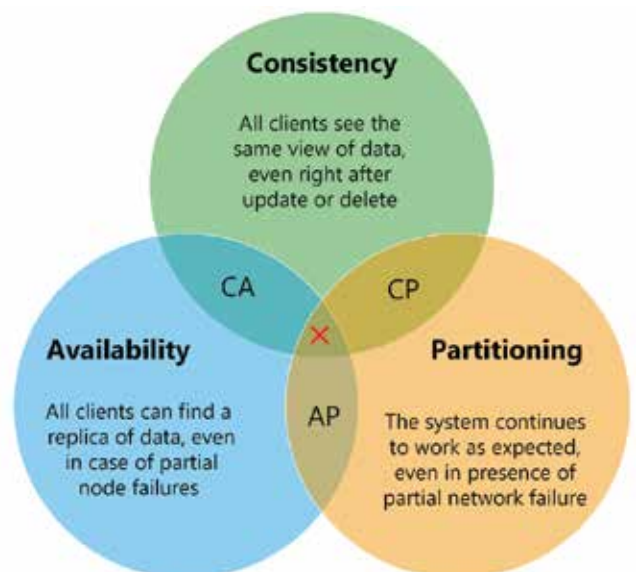 Consistency
All clients see the
same view of data,
even right after
update or delete
CA
CP
Availability
All clients can find a
replica of data, even
in case of partial
node failures
AP
Partitioning
The system continues
to work as expected,
even in presence of
partial network failure